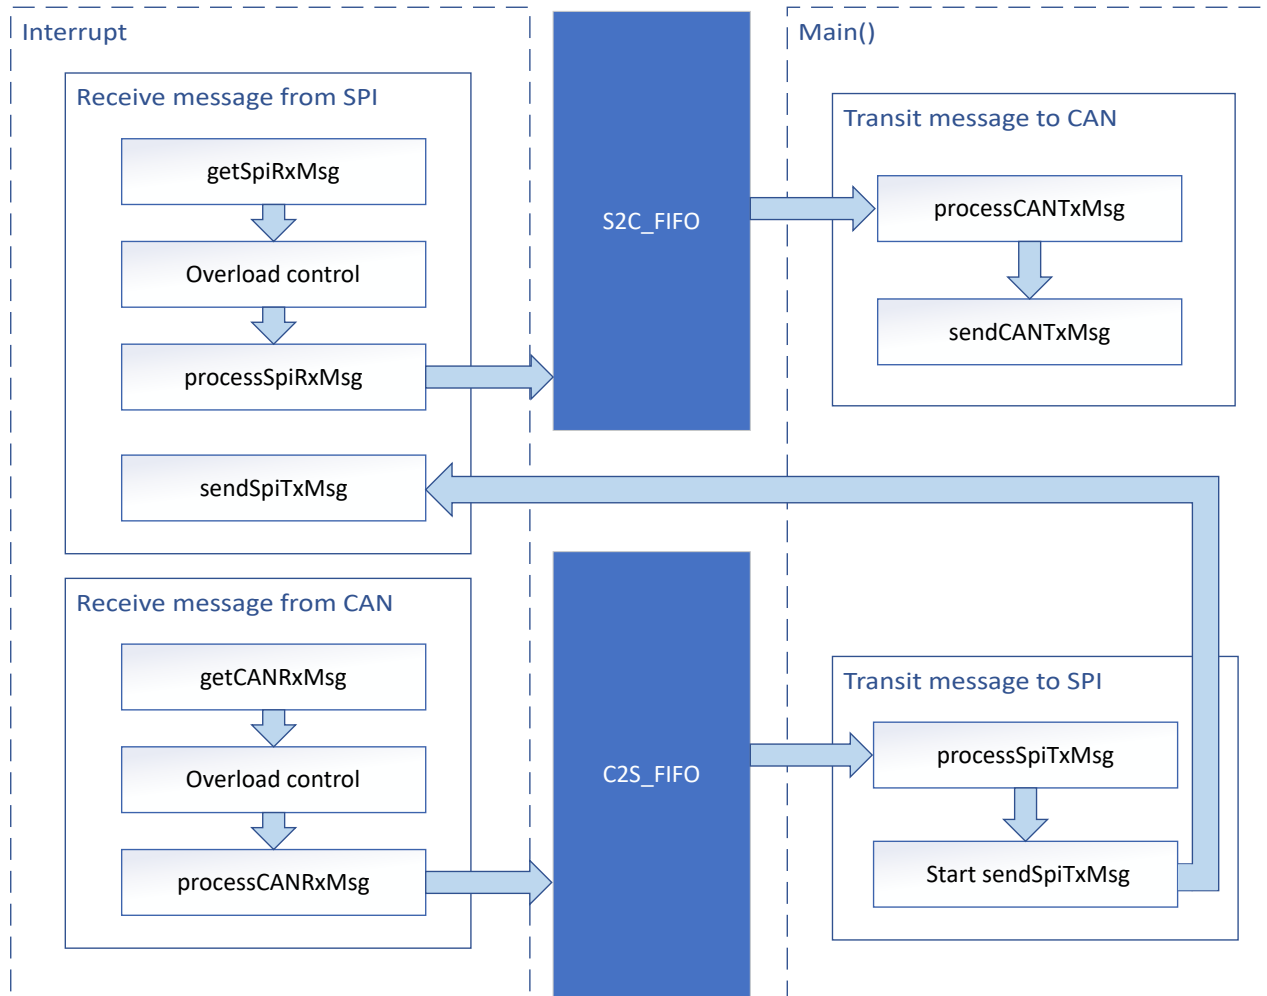 Interrupt
Receive message from SPI
getSpiRxMsg
Overload control
processSpiRxMsg
sendSpiTxMsg
Receive message from CAN
getCANRxMsg
Overload control
processCANRxMsg
S2C_FIFO
C2S_FIFO
Main()
Transit message to CAN
processCANTxMsg
sendCANTxMsg
Transit message to SPI
processSpiTxMsg
Start sendSpiTxMsg